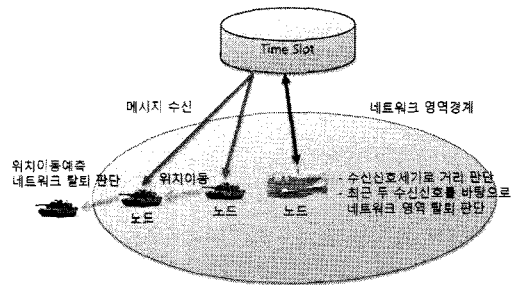 Time Slot
메시지 수신
네트워크 영역경계
위치이동예측
네트워크 탈퇴 판단
위치이동
노드
노드
노드
- 수신신호세기로 거리 판단
- 최근 두 수신신호를 바탕으로
네트워크 영역 탈퇴 판단